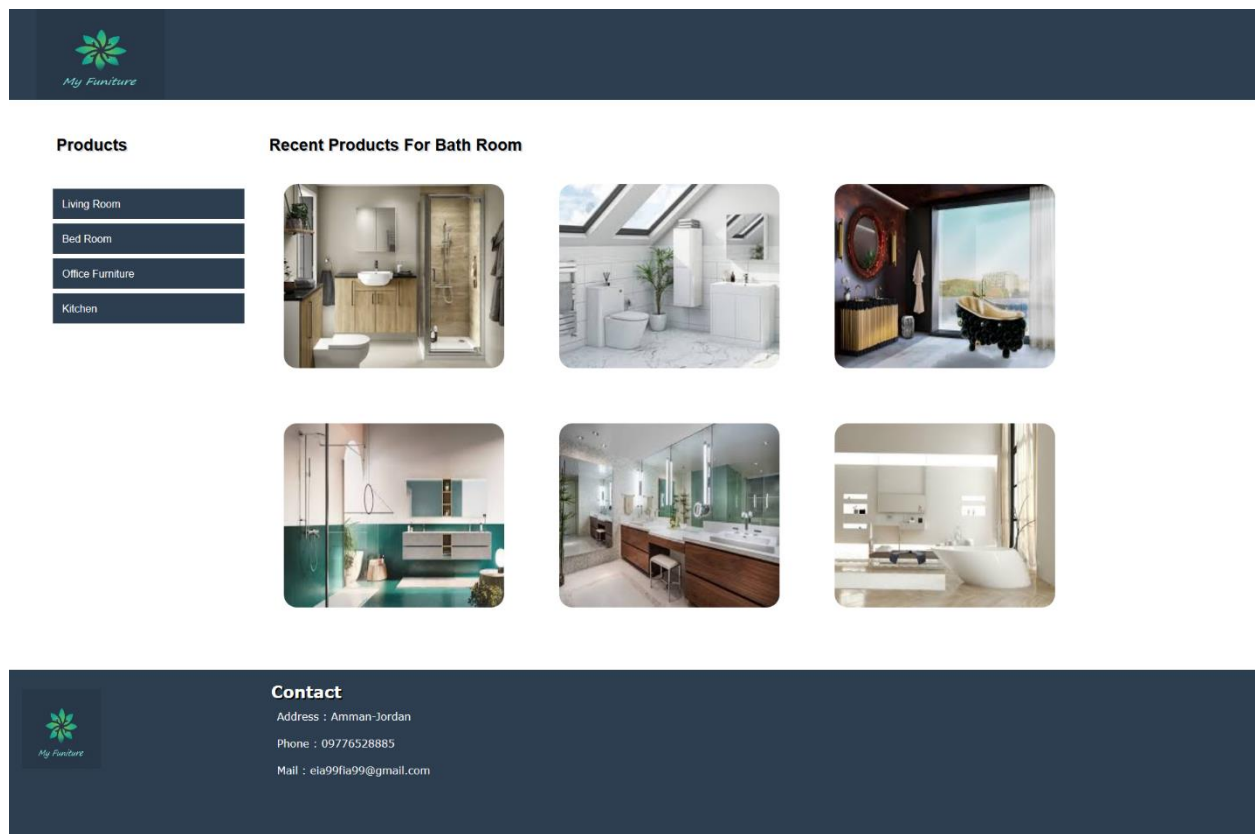 My Funiture
Products
Recent Products For Bath Room
Living Room
Bed Room
Office Furniture
Kitchen
My Funiture
Contact
Address : Amman-Jordan
Phone : 09776528885
Mail : eia99fia99@gmail.com